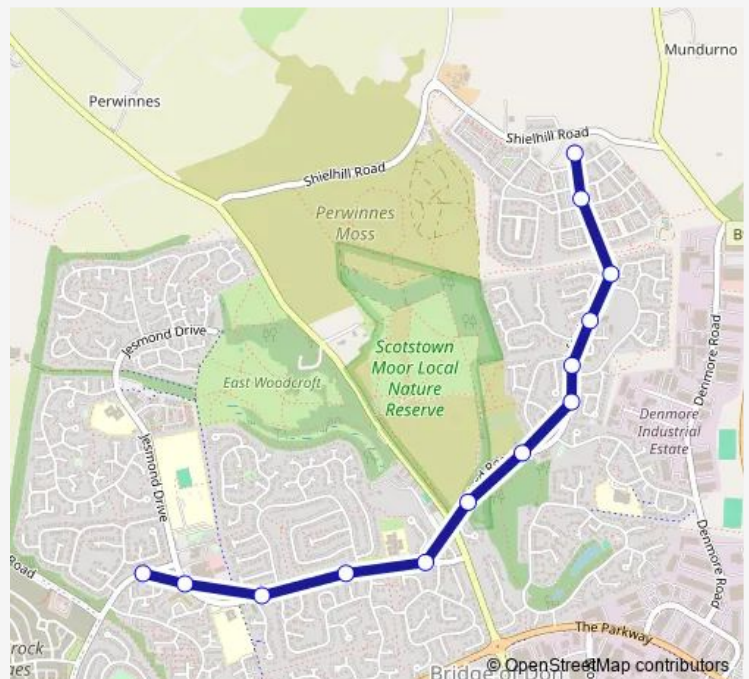 Mundurno
Perwinnes
Shielhill Road
Shielhill Road
Perwinnes
Moss
B
Jesmond Drive
Scotstown
Moor Local
Nature
Reserve
East Woodcroft
Denmore Road
Denmore
Industrial
Estate
Jesmond Drive
Road
Denmore Road
The Parkway
Bridge of Don
© OpenStreetMap contributors